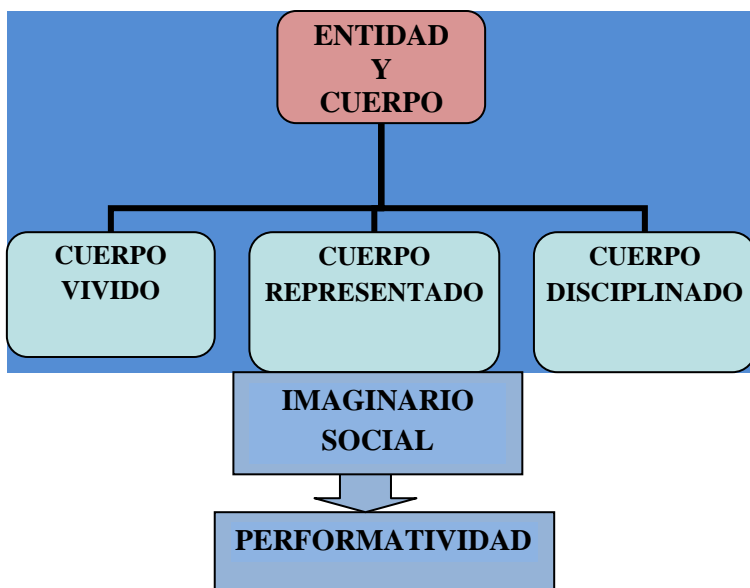 ENTIDAD
Y
CUERPO
CUERPO
VIVIDO
CUERPO
REPRESENTADO
CUERPO
DISCIPLINADO
IMAGINARIO
SOCIAL
PERFORMATIVIDAD